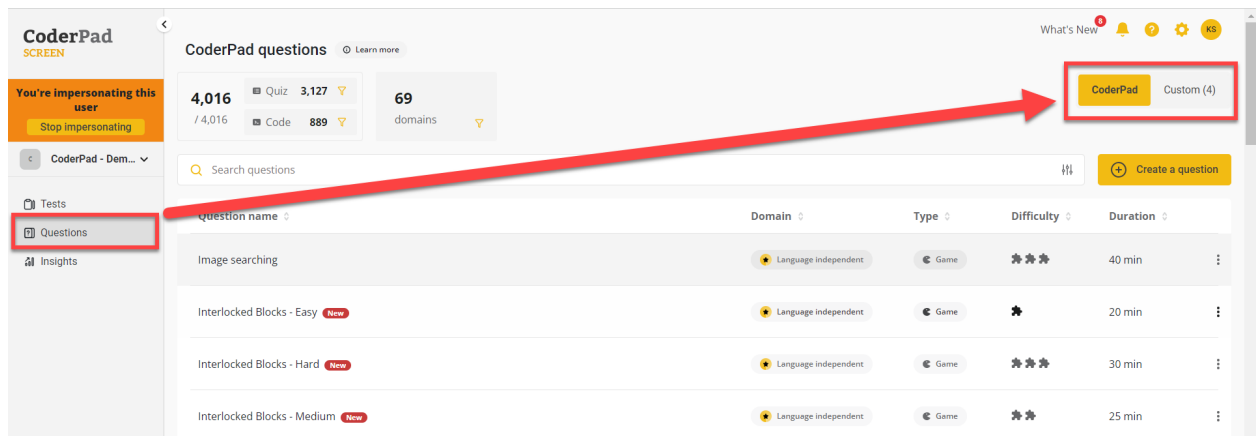 CoderPad
SCREEN
You're impersonating this
user
Stop impersonating
C CoderPad - Dem...
Tests
Questions
Insights
What's New 8 ? KS
CoderPad questions Learn more
4,016
/ 4,016
Quiz 3,127
Code 889
69
domains
CoderPad Custom (4)
Search questions
Create a question
Question name Domain Type Difficulty Duration
Image searching Language independent Game 40 min
Interlocked Blocks - Easy New Language independent Game 20 min
Interlocked Blocks - Hard New Language independent Game 30 min
Interlocked Blocks - Medium New Language independent Game 25 min